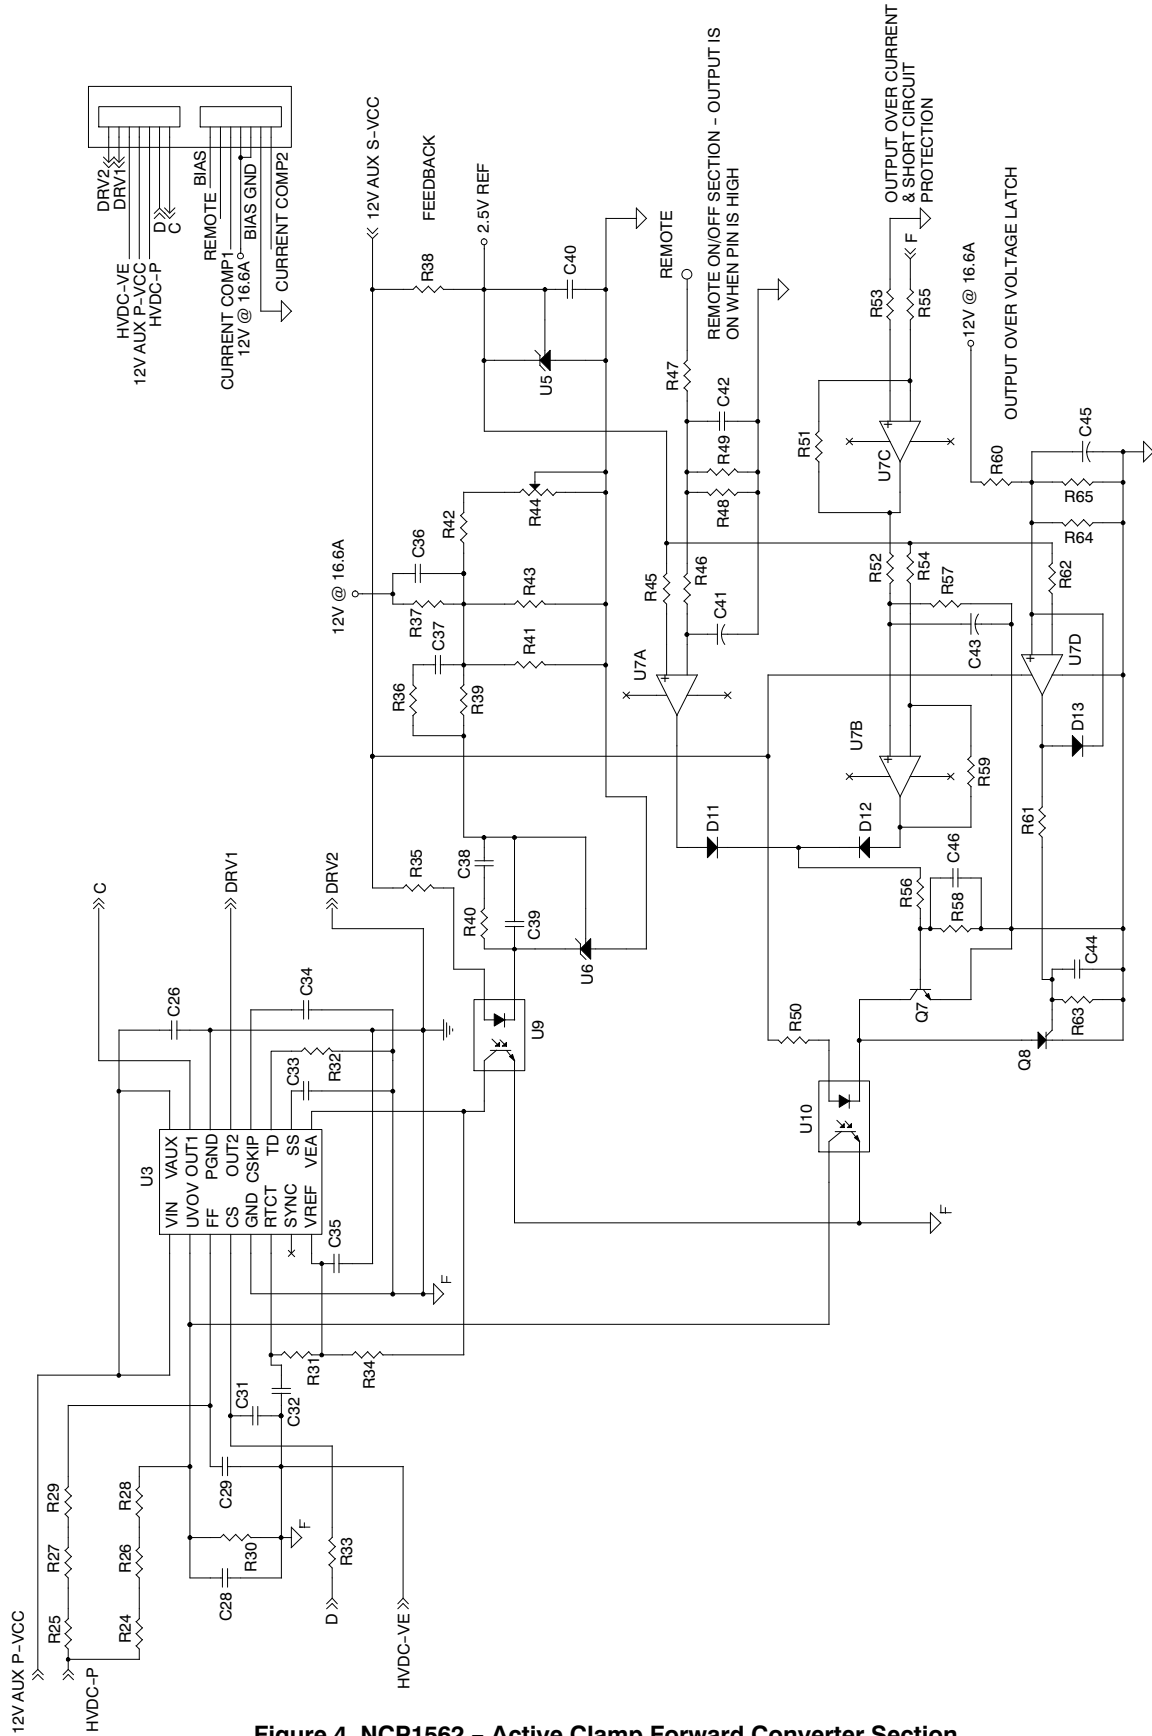 DRV2
DRV1
HVDC−VE
12V AUX P−VCC
HVDC−P
D
C
REMOTE
BIAS
CURRENT COMP1
12V @ 16.6A
BIAS GND
CURRENT COMP2
12V AUX S−VCC
FEEDBACK
R38
2.5V REF
C40
U5
12V @ 16.6A
C36
R37
C37
R36
R39
R42
R44
R43
R41
REMOTE
REMOTE ON/OFF SECTION − OUTPUT IS
ON WHEN PIN IS HIGH
R47
C42
R49
R48
R45
R46
C41
U7A
OUTPUT OVER CURRENT
& SHORT CIRCUIT
PROTECTION
F
R53
R55
R51
U7C
12V @ 16.6A
OUTPUT OVER VOLTAGE LATCH
R60
C45
R65
R64
R52
R54
R57
R62
C43
U7D
U7B
R59
D13
D11
D12
R61
R56
C46
R58
C44
Q7
R63
Q8
R50
U10
C
DRV1
DRV2
R35
C38
R40
C39
U6
U9
C26
C34
C33
R32
U3
VIN
VAUX
UVOV
OUT1
FF
PGND
CS
OUT2
GND
CSKIP
RTCT
TD
SYNC
SS
VREF
VEA
C35
F
F
R31
R34
C31
C32
C29
R29
R27
R25
R28
R26
R24
R30
C28
F
R33
D
HVDC−VE
12V AUX P−VCC
HVDC−P
Figure 4. NCP1562 − Active Clamp Forward Converter Section